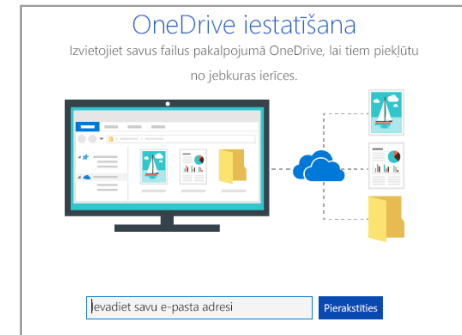 OneDrive iestatīšana
Izvietojiet savus failus pakalpojumā OneDrive, lai tiem piekļūtu
no jebkuras ierīces.
Ievadiet savu e-pasta adresi
Pierakstīties